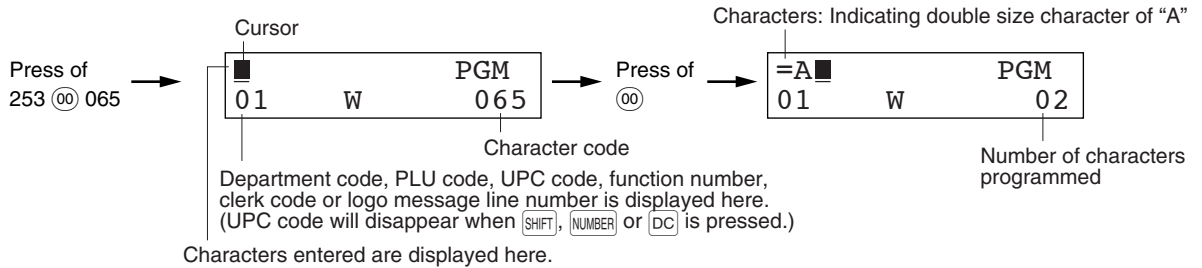 Characters: Indicating double size character of “A”
Cursor
Press of
253 00 065
PGM
01 W 065
Press of
00
=A PGM
01 W 02
Character code
Number of characters
programmed
Department code, PLU code, UPC code, function number,
clerk code or logo message line number is displayed here.
(UPC code will disappear when SHIFT, NUMBER or DC is pressed.)
Characters entered are displayed here.